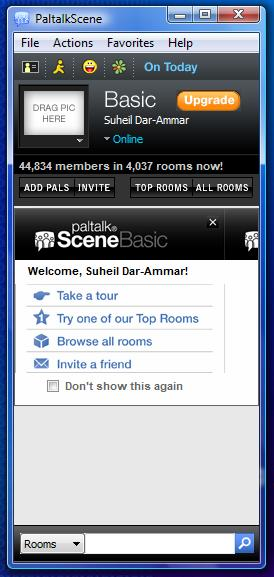 PaltalkScene
File Actions Favorites Help
On Today
DRAG PIC
HERE
Basic
Upgrade
Suheil Dar-Ammar
Online
44,834 members in 4,037 rooms now!
ADD PALS INVITE TOP ROOMS ALL ROOMS
paltalk®
SceneBasic
Welcome, Suheil Dar-Ammar!
Take a tour
1 Try one of our Top Rooms
Browse all rooms
Invite a friend
Don't show this again
Rooms